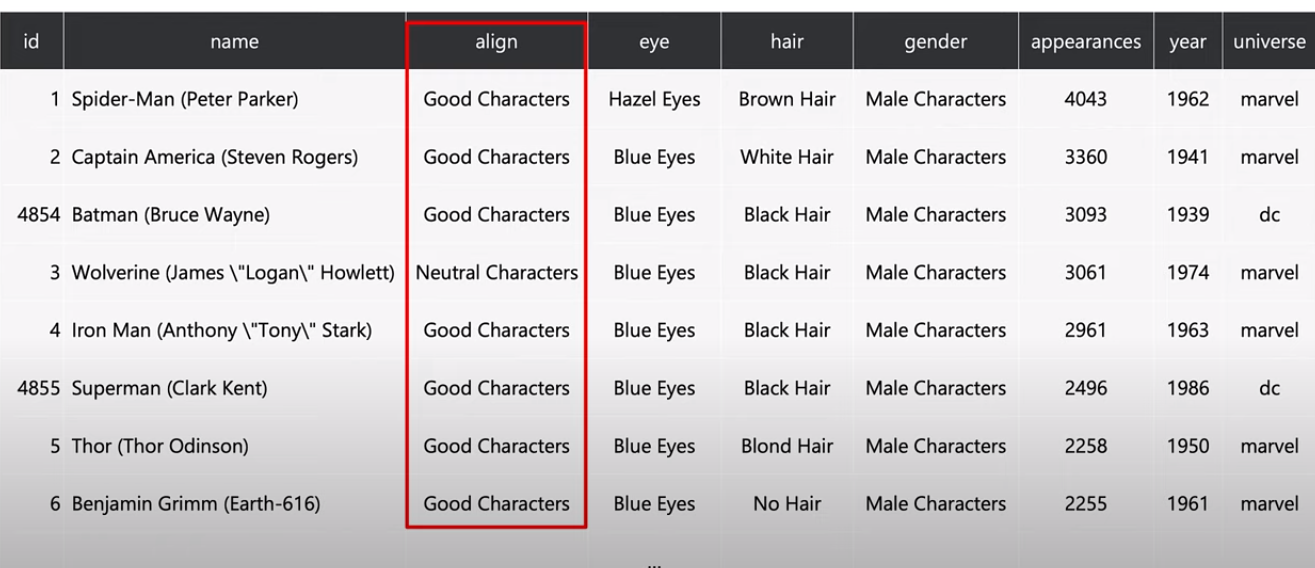 id name align eye hair gender appearances year universe
1 Spider-Man (Peter Parker) Good Characters Hazel Eyes Brown Hair Male Characters 4043 1962 marvel
2 Captain America (Steven Rogers) Good Characters Blue Eyes White Hair Male Characters 3360 1941 marvel
4854 Batman (Bruce Wayne) Good Characters Blue Eyes Black Hair Male Characters 3093 1939 dc
3 Wolverine (James \"Logan\" Howlett) Neutral Characters Blue Eyes Black Hair Male Characters 3061 1974 marvel
4 Iron Man (Anthony \"Tony\" Stark) Good Characters Blue Eyes Black Hair Male Characters 2961 1963 marvel
4855 Superman (Clark Kent) Good Characters Blue Eyes Black Hair Male Characters 2496 1986 dc
5 Thor (Thor Odinson) Good Characters Blue Eyes Blond Hair Male Characters 2258 1950 marvel
6 Benjamin Grimm (Earth-616) Good Characters Blue Eyes No Hair Male Characters 2255 1961 marvel
...